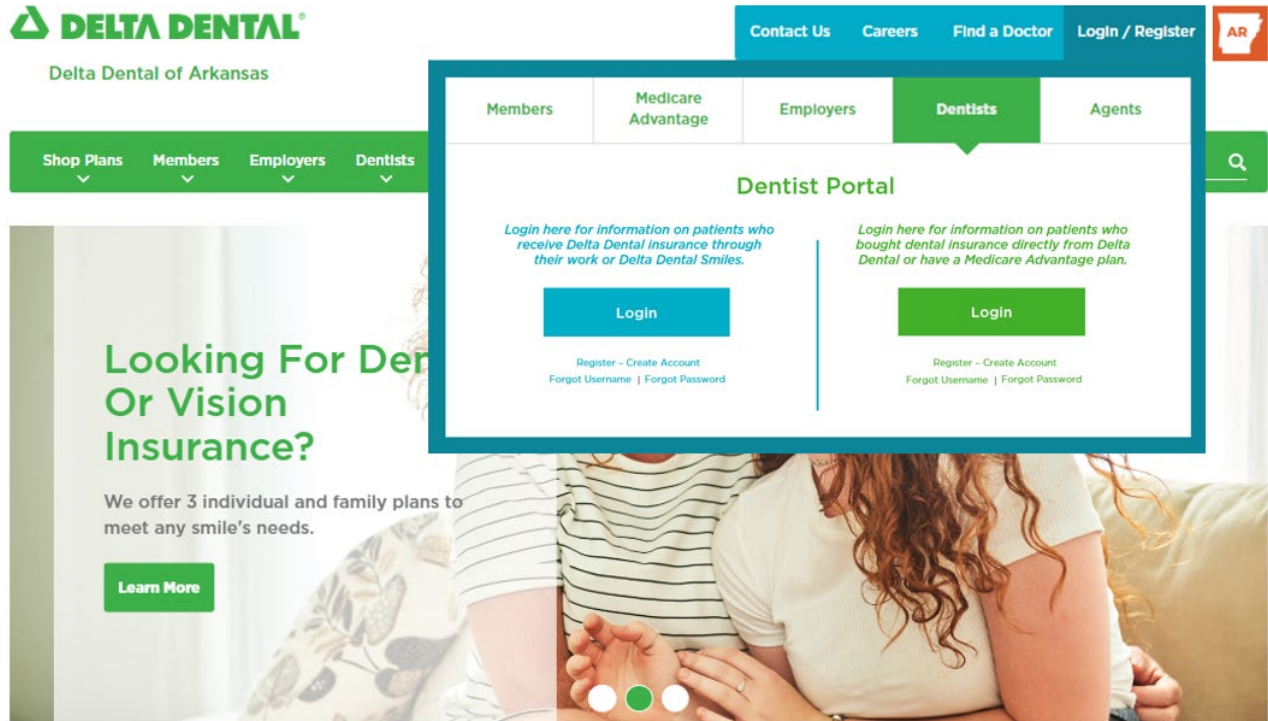 DELTA DENTAL®
Delta Dental of Arkansas
Contact Us Careers Find a Doctor Login / Register AR
Members Medicare Advantage Employers Dentists Agents
Shop Plans Members Employers Dentists
Dentist Portal
Login here for information on patients who
receive Delta Dental insurance through
their work or Delta Dental Smiles.
Login
Register – Create Account
Forgot Username | Forgot Password
Login here for information on patients who
bought dental insurance directly from Delta
Dental or have a Medicare Advantage plan.
Login
Register – Create Account
Forgot Username | Forgot Password
Looking For Den
Or Vision
Insurance?
We offer 3 individual and family plans to
meet any smile's needs.
Learn More